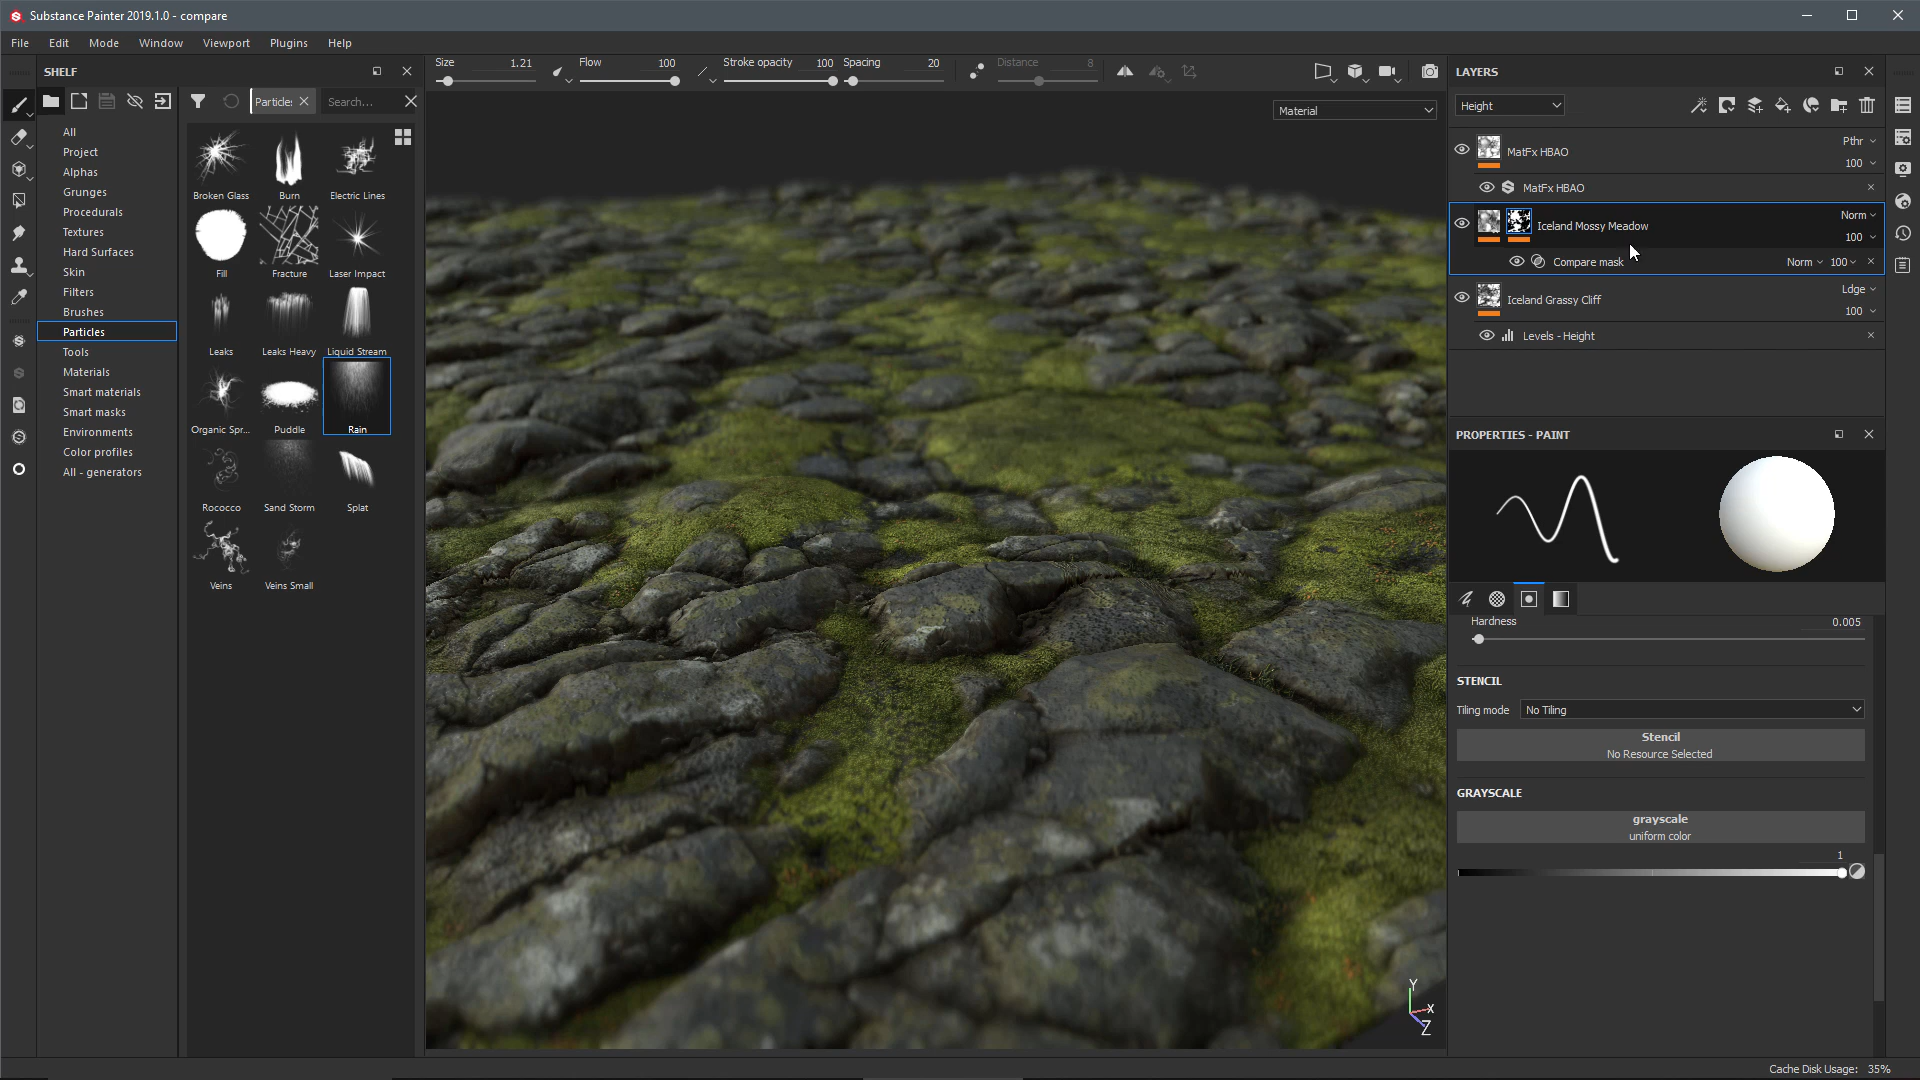 Substance Painter 2019.1.0 - compare
File Edit Mode Window Viewport Plugins Help
SHELF
Size 1.21 Flow 100 Stroke opacity 100 Spacing 20 Distance 8
LAYERS
Particles Search...
Material
Height
All
Project
Alphas
Grunges
Procedurals
Textures
Hard Surfaces
Skin
Filters
Brushes
Particles
Tools
Materials
Smart materials
Smart masks
Environments
Color profiles
All - generators
Broken Glass Burn Electric Lines
Fill Fracture Laser Impact
Leaks Leaks Heavy Liquid Stream
Organic Spr... Puddle Rain
Rococco Sand Storm Splat
Veins Veins Small
MatFx HBAO Pthr
100
MatFx HBAO
Iceland Mossy Meadow Norm
100
Compare mask Norm 100
Iceland Grassy Cliff Ldge
100
Levels - Height
PROPERTIES - PAINT
Hardness 0.005
STENCIL
Tiling mode No Tiling
Stencil
No Resource Selected
GRAYSCALE
grayscale
uniform color
1
Y
X
Z
Cache Disk Usage: 35%